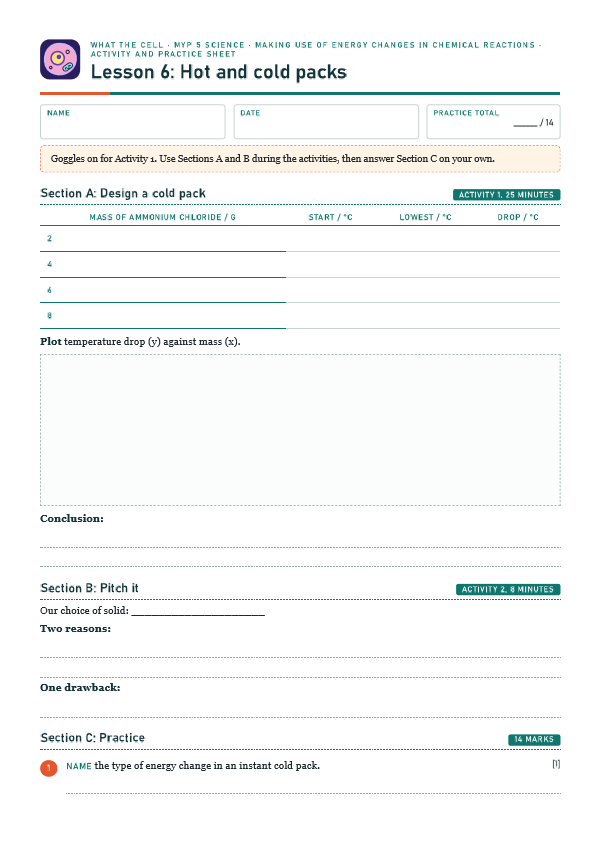 WHAT THE CELL · MYP 5 SCIENCE · MAKING USE OF ENERGY CHANGES IN CHEMICAL REACTIONS ·
ACTIVITY AND PRACTICE SHEET
Lesson 6: Hot and cold packs
NAME DATE PRACTICE TOTAL
_____ / 14
Goggles on for Activity 1. Use Sections A and B during the activities, then answer Section C on your own.
Section A: Design a cold pack ACTIVITY 1, 25 MINUTES
MASS OF AMMONIUM CHLORIDE / G START / °C LOWEST / °C DROP / °C
2
4
6
8
Plot temperature drop (y) against mass (x).
Conclusion:
Section B: Pitch it ACTIVITY 2, 8 MINUTES
Our choice of solid: ____________________
Two reasons:
One drawback:
Section C: Practice 14 MARKS
1 NAME the type of energy change in an instant cold pack. [1]